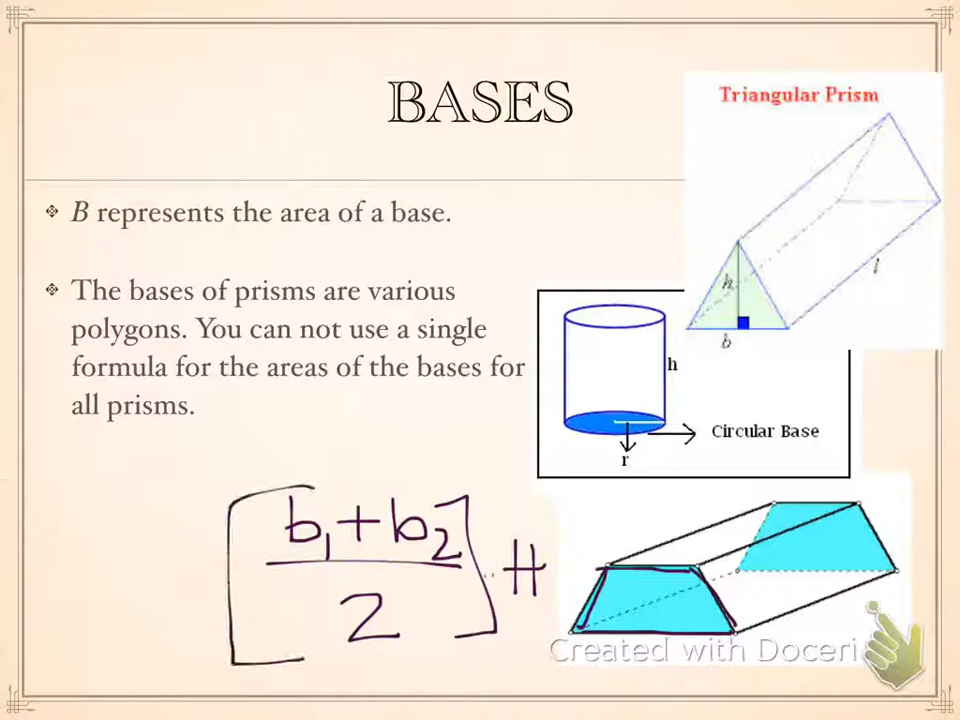 BASES
B represents the area of a base.
The bases of prisms are various
polygons. You can not use a single
formula for the areas of the bases for
all prisms.
Triangular Prism
h
l
b
h
Circular Base
r
[b₁+b₂
2] H
Created with Doceri